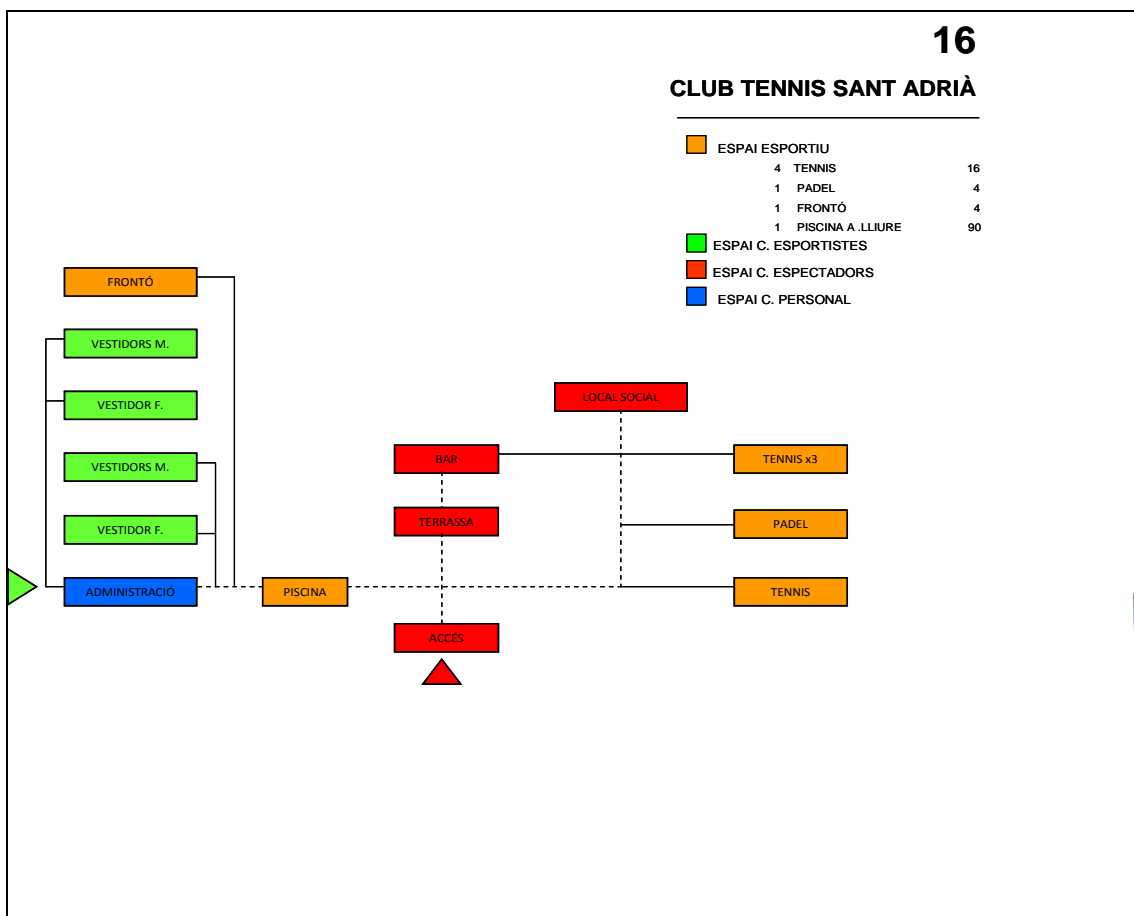 16
CLUB TENNIS SANT ADRIÀ
ESPAI ESPORTIU
4 TENNIS 16
1 PADEL 4
1 FRONTÓ 4
1 PISCINA A .LLIURE 90
ESPAI C. ESPORTISTES
ESPAI C. ESPECTADORS
ESPAI C. PERSONAL
FRONTÓ
VESTIDORS M.
VESTIDOR F.
LOCAL SOCIAL
VESTIDORS M.
BAR
TENNIS x3
VESTIDOR F.
TERRASSA
PADEL
ADMINISTRACIÓ
PISCINA
TENNIS
ACCÉS